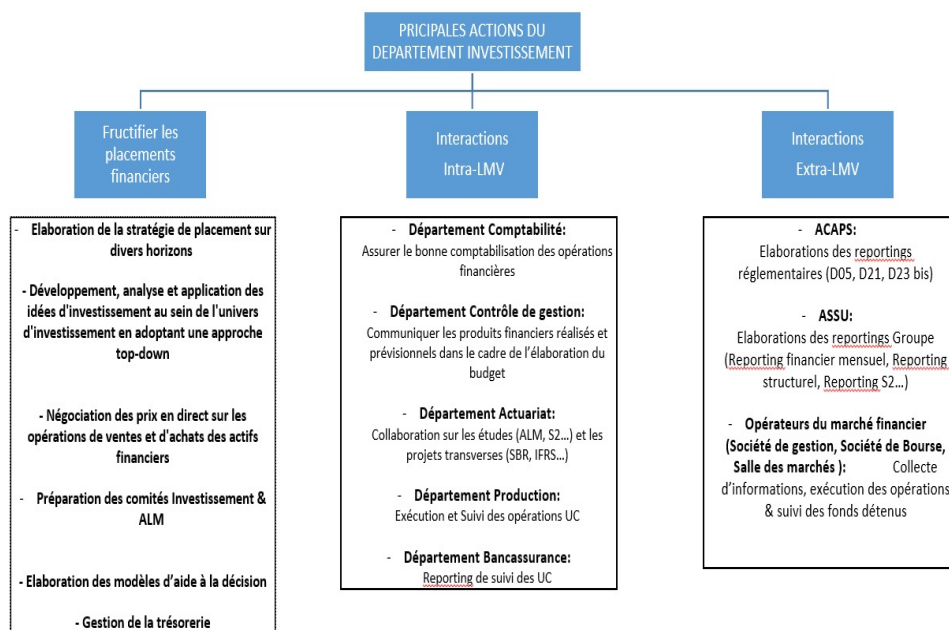 PRICIPALES ACTIONS DU
DEPARTEMENT INVESTISSEMENT
Fructifier les
placements
financiers
- Elaboration de la stratégie de placement sur
divers horizons
- Développement, analyse et application des
idées d'investissement au sein de l'univers
d'investissement en adoptant une approche
top-down
- Négociation des prix en direct sur les
opérations de ventes et d'achats des actifs
financiers
- Préparation des comités Investissement &
ALM
- Elaboration des modèles d'aide à la décision
- Gestion de la trésorerie
Interactions
Intra-LMV
- Département Comptabilité:
Assurer le bonne comptabilisation des opérations
financières
- Département Contrôle de gestion:
Communiquer les produits financiers réalisés et
prévisionnels dans le cadre de l'élaboration du
budget
- Département Actuariat:
Collaboration sur les études (ALM, S2…) et les
projets transverses (SBR, IFRS…)
- Département Production:
Exécution et Suivi des opérations UC
- Département Bancassurance:
Reporting de suivi des UC
Interactions
Extra-LMV
- ACAPS:
Elaborations des reportings
réglementaires (D05, D21, D23 bis)
- ASSU:
Elaborations des reportings Groupe
(Reporting financier mensuel, Reporting
structurel, Reporting S2…)
- Opérateurs du marché financier
(Société de gestion, Société de Bourse,
Salle des marchés ): Collecte
d'informations, exécution des opérations
& suivi des fonds détenus